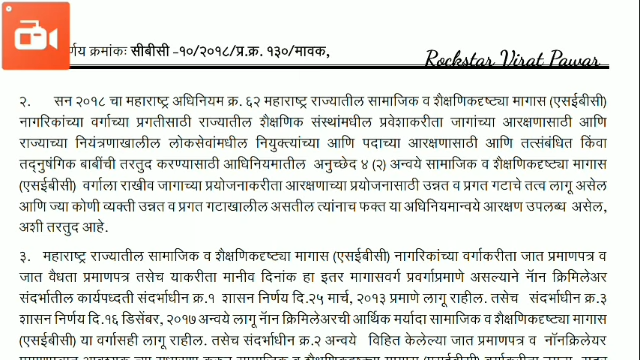 र्णय क्रमांकः सीबीसी -१०/२०१८/प्र.क्र. १३०/मावक,
Rockstar Virat Pawar
२. सन २०१८ चा महाराष्ट्र अधिनियम क्र. ६२ महाराष्ट्र राज्यातील सामाजिक व शैक्षणिकदृष्ट्या मागास (एसईबीसी)
नागरिकांच्या वर्गाच्या प्रगतीसाठी राज्यातील शैक्षणिक संस्थांमधील प्रवेशाकरीता जागांच्या आरक्षणासाठी आणि
राज्याच्या नियंत्रणाखालील लोकसेवांमधील नियुक्त्यांच्या आणि पदाच्या आरक्षणासाठी आणि तत्संबंधित किंवा
तद्नुषंगिक बाबींची तरतुद करण्यासाठी आधिनियमातील अनुच्छेद ४ (२) अन्वये सामाजिक व शैक्षणिकदृष्ट्या मागास
(एसईबीसी) वर्गाला राखीव जागाच्या प्रयोजनाकरीता आरक्षणाच्या प्रयोजनासाठी उन्नत व प्रगत गटाचे तत्व लागू असेल
आणि ज्या कोणी व्यक्ती उन्नत व प्रगत गटाखालील असतील त्यांनाच फक्त या अधिनियमान्वये आरक्षण उपलब्ध असेल,
अशी तरतुद आहे.
३. महाराष्ट्र राज्यातील सामाजिक व शैक्षणिकदृष्ट्या मागास (एसईबीसी) नागरिकांच्या वर्गाकरीता जात प्रमाणपत्र व
जात वैधता प्रमाणपत्र तसेच याकरीता मानीव दिनांक हा इतर मागासवर्ग प्रवर्गाप्रमाणे असल्याने नॅान क्रिमिलेअर
संदर्भातील कार्यपध्दती संदर्भाधीन क्र.१ शासन निर्णय दि.२५ मार्च, २०१३ प्रमाणे लागू राहील. तसेच संदर्भाधीन क्र.३
शासन निर्णय दि.१६ डिसेंबर, २०१७ अन्वये लागू नॅान क्रिमिलेअरची आर्थिक मर्यादा सामाजिक व शैक्षणिकदृष्ट्या मागास
(एसईबीसी) या वर्गासही लागू राहील. तसेच संदर्भाधीन क्र.२ अन्वये विहित केलेल्या जात प्रमाणपत्र व नॉनक्रिलेअर